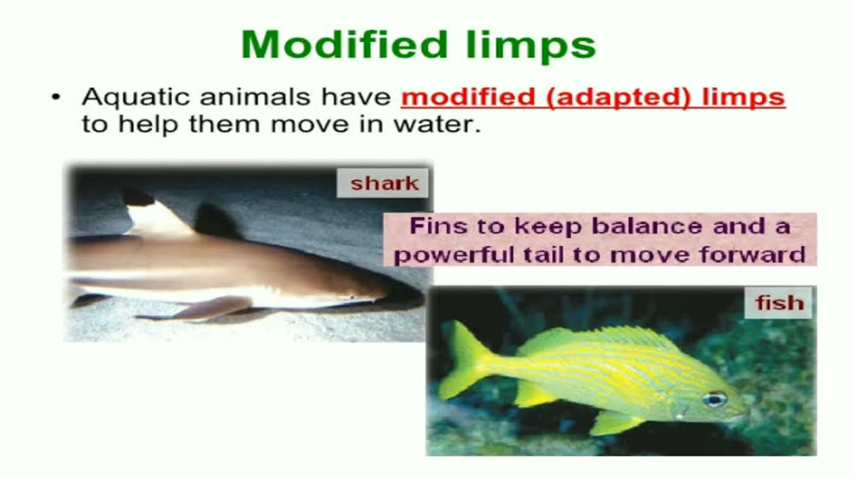 Modified limps
• Aquatic animals have modified (adapted) limps
to help them move in water.
shark
Fins to keep balance and a
powerful tail to move forward
fish